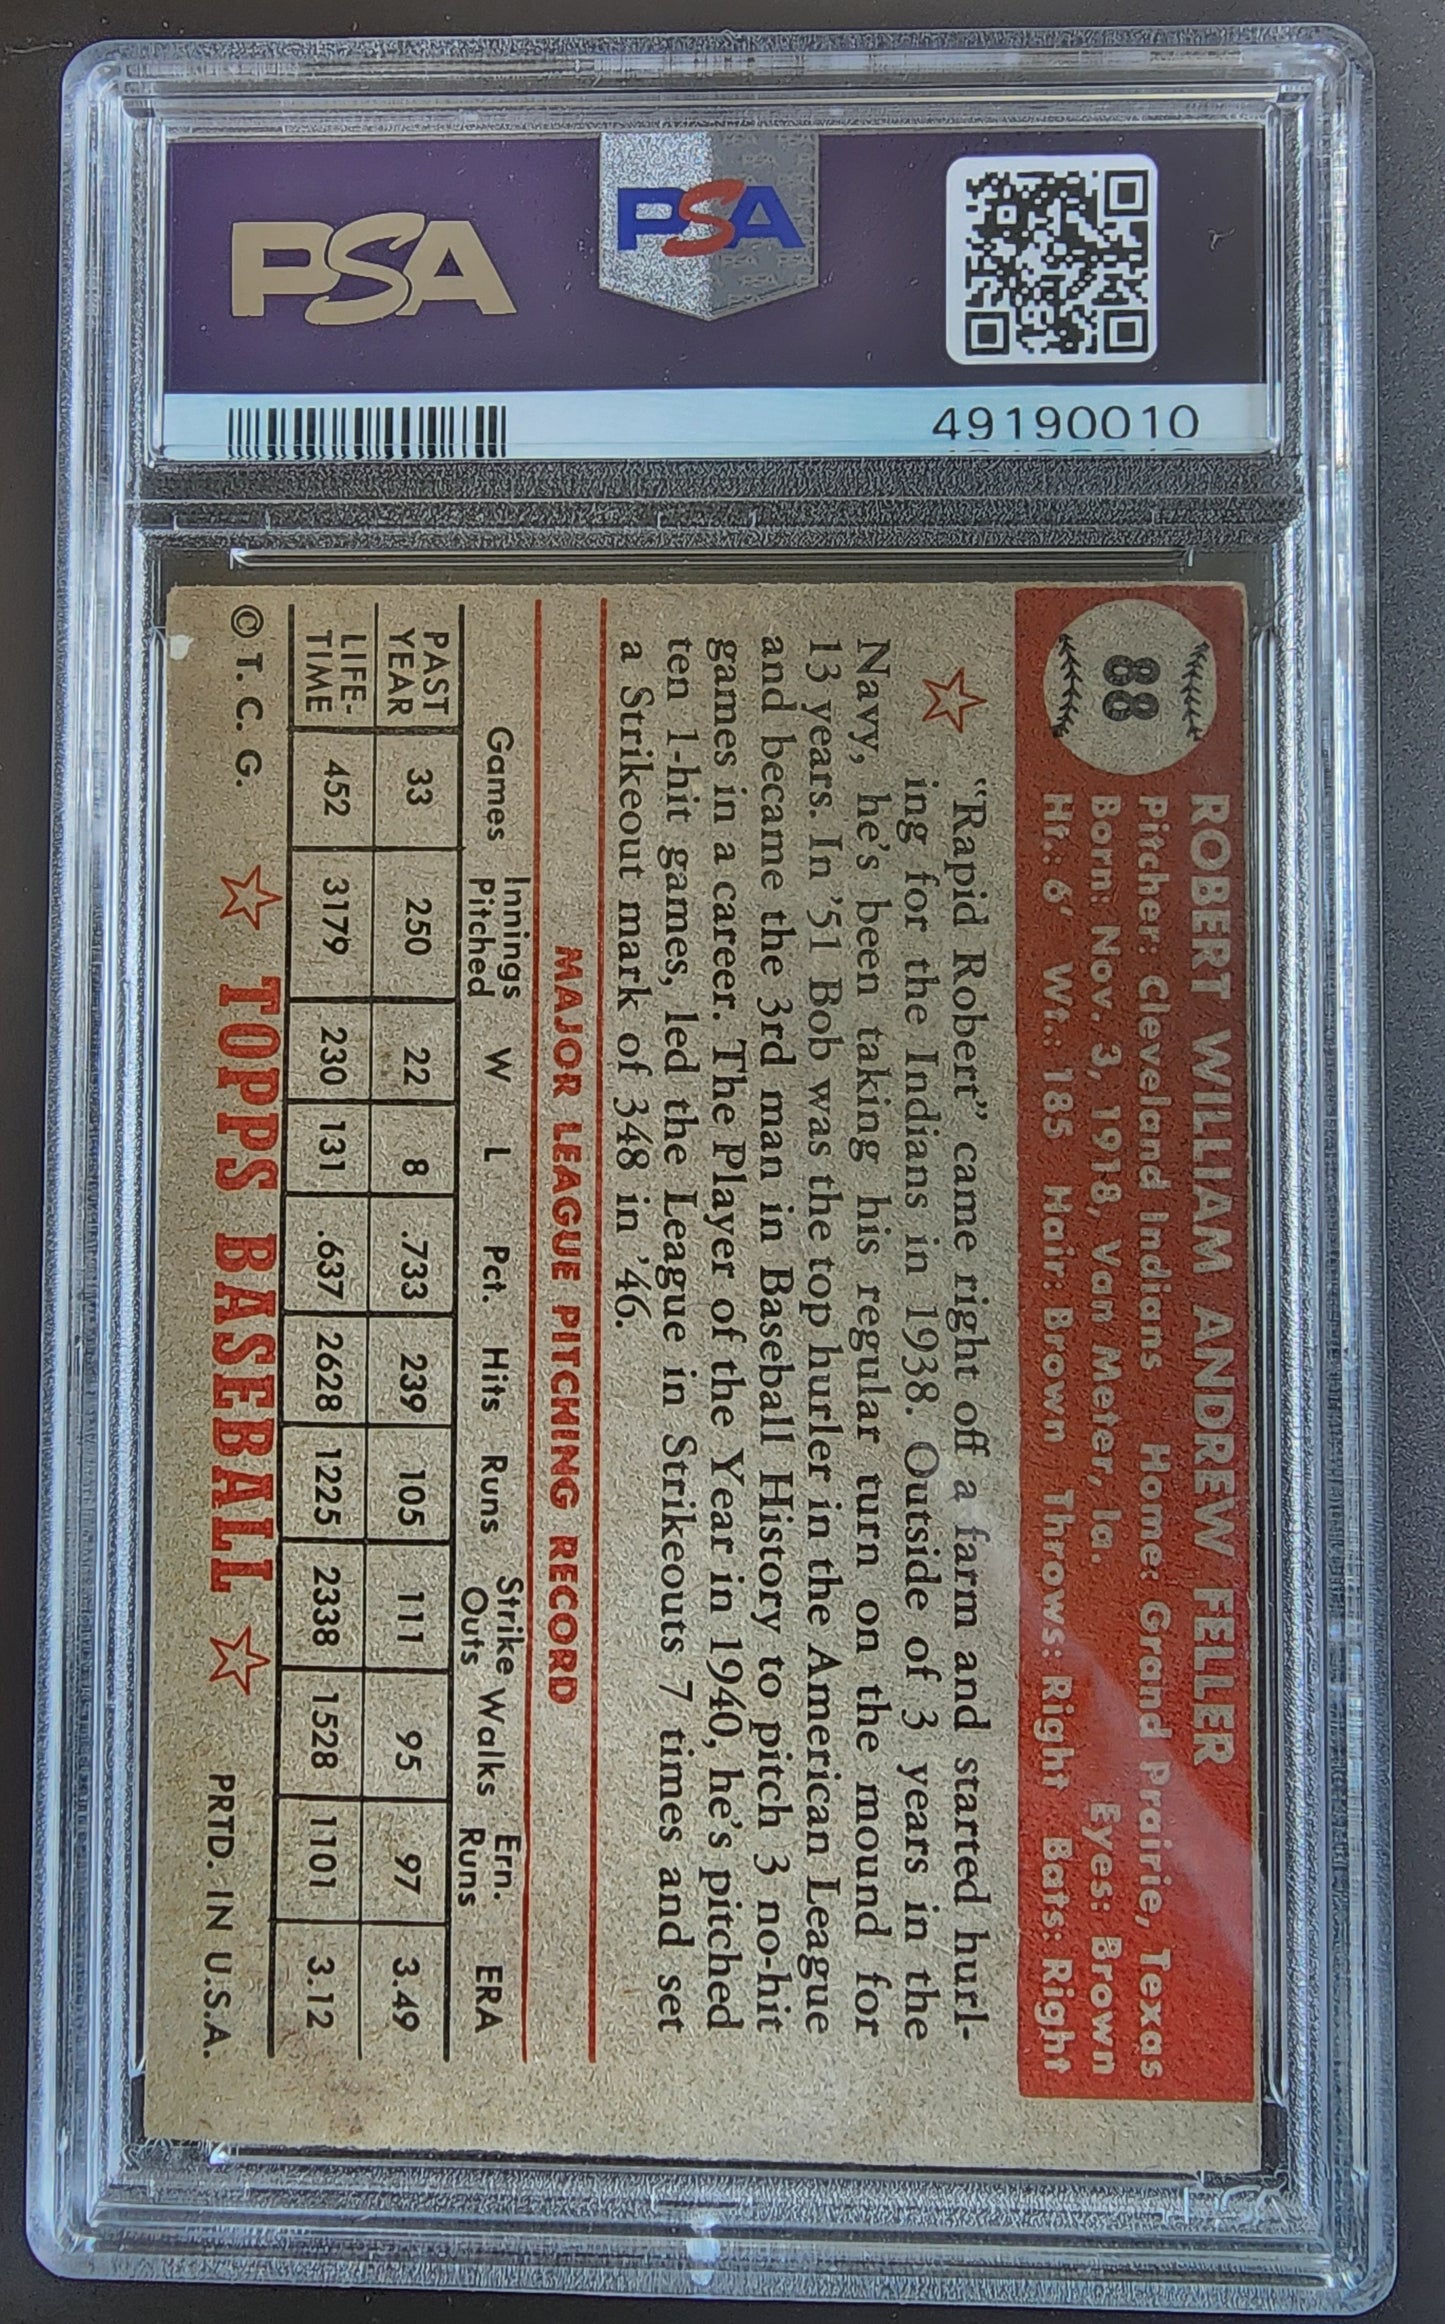 PSA
PSA
49190010
88
ROBERT WILLIAM ANDREW FELLER
Pitcher: Cleveland Indians Home: Grand Prairie, Texas
Born: Nov. 3, 1918, Van Meter, Ia. Eyes: Brown
Ht.: 6' Wt.: 185 Hair: Brown Throws: Right Bats: Right
"Rapid Robert" came right off a farm and started hurl-
ing for the Indians in 1938. Outside of 3 years in the
Navy, he's been taking his regular turn on the mound for
13 years. In '51 Bob was the top hurler in the American League
and became the 3rd man in Baseball History to pitch 3 no-hit
games in a career. The Player of the Year in 1940, he's pitched
ten 1-hit games, led the League in Strikeouts 7 times and set
a Strikeout mark of 348 in '46.
MAJOR LEAGUE PITCHING RECORD
Games Innings Pitched W L Pct. Hits Runs Strike Outs Walks Ern. Runs ERA
PAST YEAR 33 250 22 8 .733 239 105 111 95 97 3.49
LIFE-TIME 452 3179 230 131 .637 2628 1225 2338 1528 1101 3.12
© T. C. G. TOPPS BASEBALL PRTD. IN U.S.A.